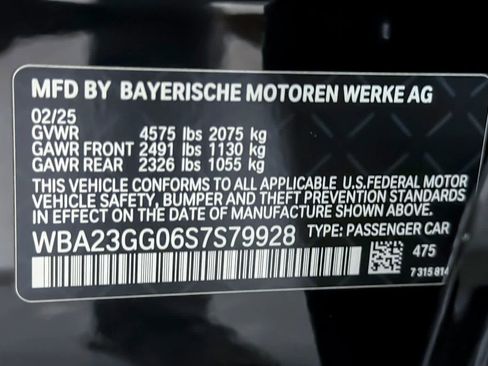 MFD BY BAYERISCHE MOTOREN WERKE AG
02/25
GVWR 4575 lbs 2075 kg
GAWR FRONT 2491 lbs 1130 kg
GAWR REAR 2326 lbs 1055 kg
THIS VEHICLE CONFORMS TO ALL APPLICABLE U.S.FEDERAL MOTOR
VEHICLE SAFETY, BUMPER AND THEFT PREVENTION STANDARDS
IN EFFECT ON THE DATE OF MANUFACTURE SHOWN ABOVE.
WBA23GG06S7S79928 TYPE: PASSENGER CAR
475
7 315 814